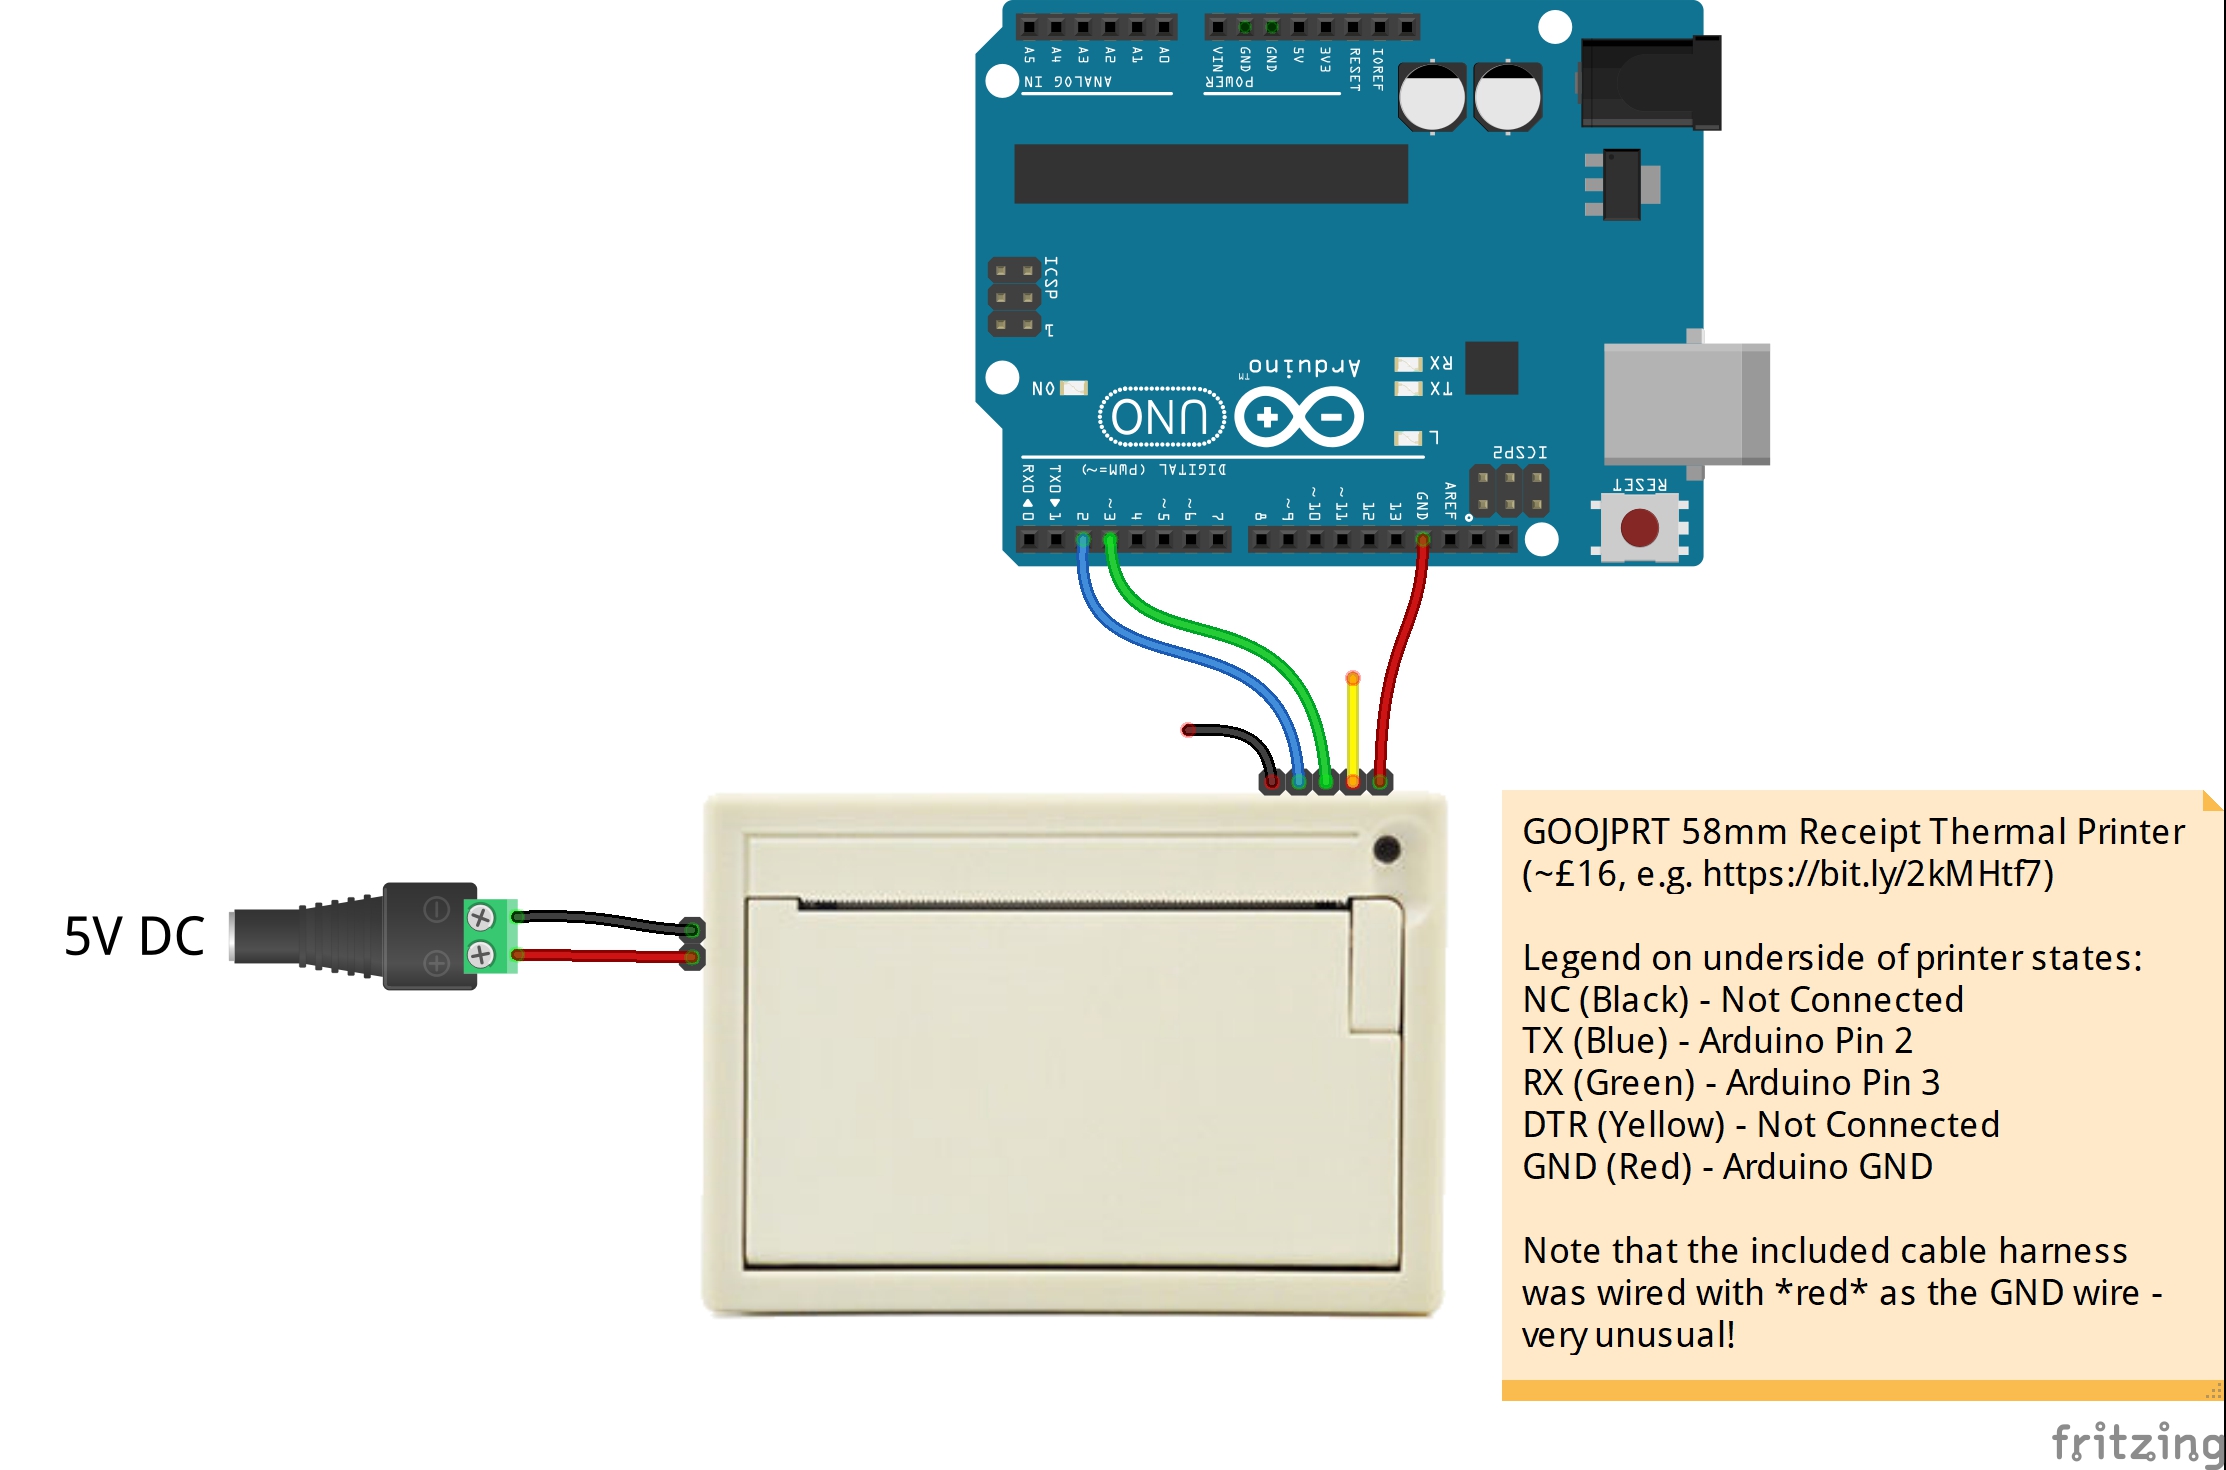 A5 A4 A3 A2 A1 A0
VIN GND GND 5V 3V3 RESET IOREF
ANALOG IN
POWER
ICSP
1
Arduino
TM
RX
TX
ON
UNO
L
ICSP2
RESET
DIGITAL (PWM=~)
RX0◀0 TX0▶1 2 ~3 4 ~5 ~6 7 8 ~9 ~10 ~11 12 13 GND AREF
5V DC
GOOJPRT 58mm Receipt Thermal Printer
(~£16, e.g. https://bit.ly/2kMHtf7)
Legend on underside of printer states:
NC (Black) - Not Connected
TX (Blue) - Arduino Pin 2
RX (Green) - Arduino Pin 3
DTR (Yellow) - Not Connected
GND (Red) - Arduino GND
Note that the included cable harness
was wired with *red* as the GND wire -
very unusual!
fritzing